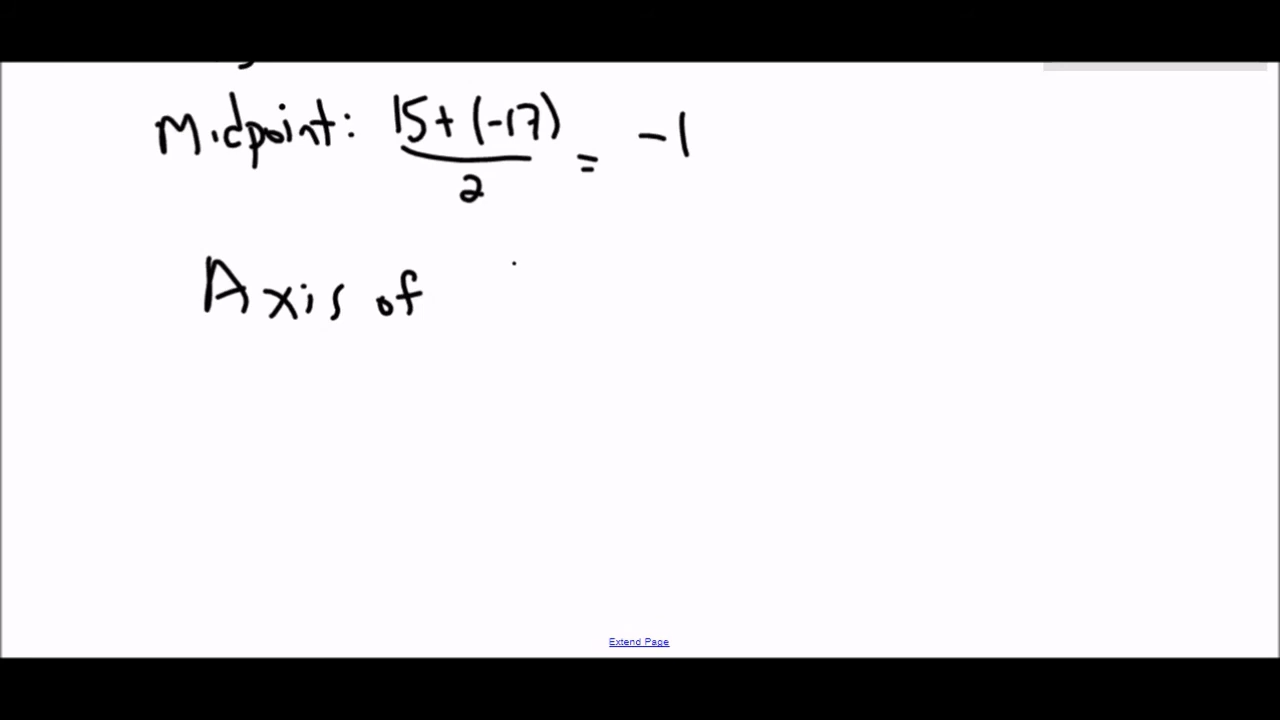 Midpoint: 15+(-17)/2 = -1
Axis of
Extend Page